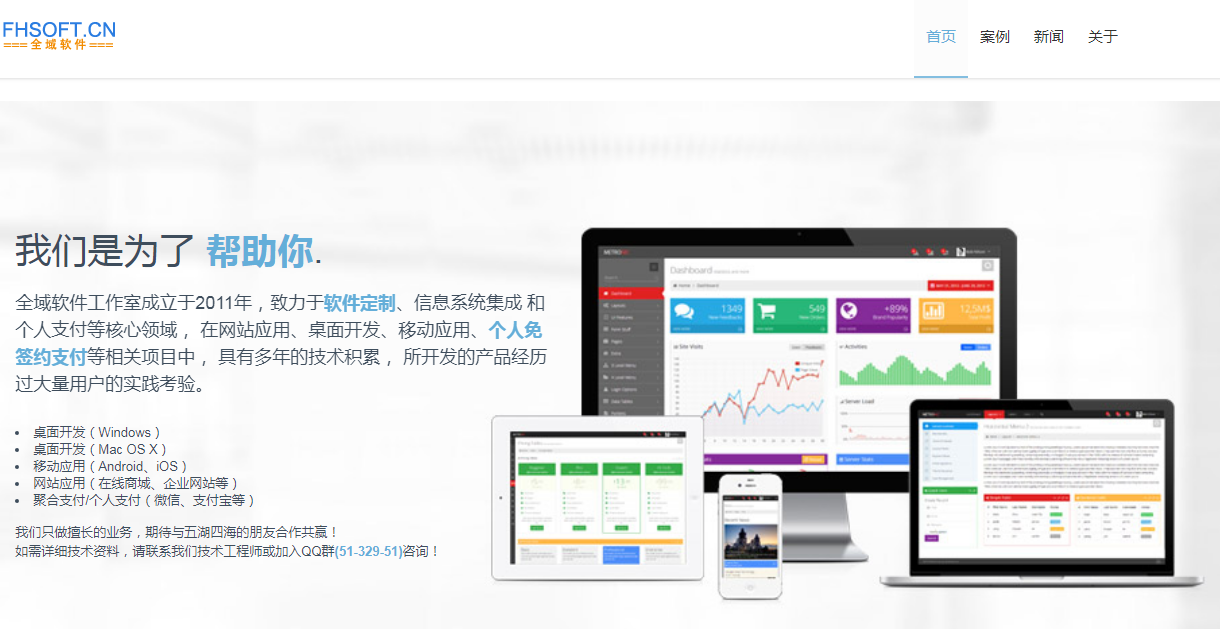 FHSOFT.CN
===全域软件===
首页 案例 新闻 关于
我们是为了 帮助你.
全域软件工作室成立于2011年，致力于软件定制、信息系统集成 和
个人支付等核心领域， 在网站应用、桌面开发、移动应用、个人免
签约支付等相关项目中， 具有多年的技术积累， 所开发的产品经历
过大量用户的实践考验。
• 桌面开发（Windows）
• 桌面开发（Mac OS X）
• 移动应用（Android、iOS）
• 网站应用（在线商城、企业网站等）
• 聚合支付/个人支付（微信、支付宝等）
我们只做擅长的业务，期待与五湖四海的朋友合作共赢！
如需详细技术资料，请联系我们技术工程师或加入QQ群(51-329-51)咨询！
Dashboard
Home Dashboard
Dashboard
1349
New Feedbacks
549
New Orders
+89%
Brand Popularity
12,5M$
Site Visits
Activities
Server Load